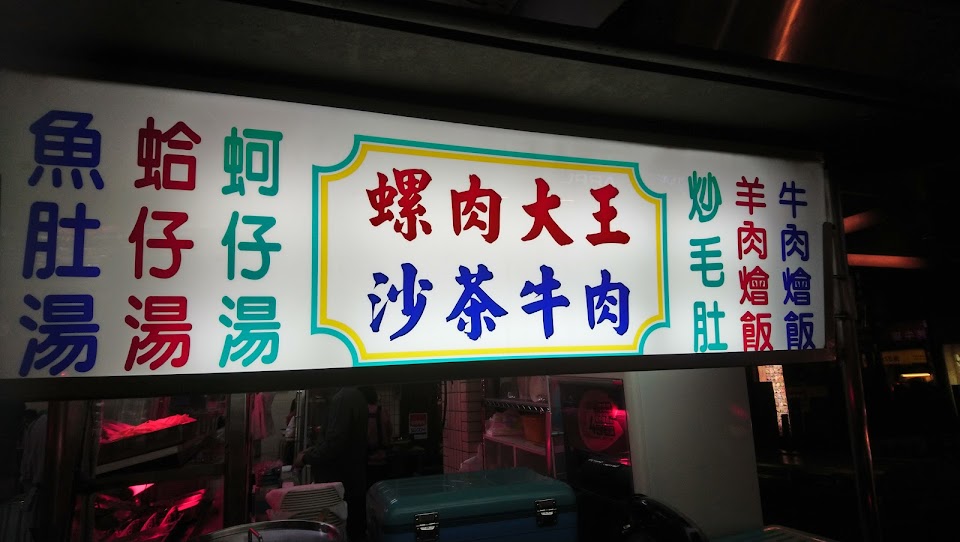 螺肉大王
沙茶牛肉
牛肉燴飯
羊肉燴飯
炒毛肚
蚵仔湯
蛤仔湯
魚肚湯